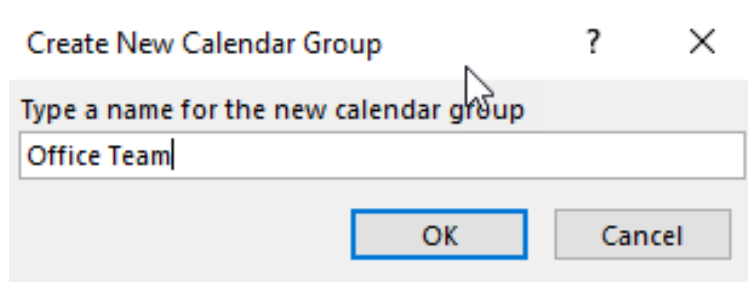 Create New Calendar Group ?
Type a name for the new calendar group
Office Team
OK Cancel